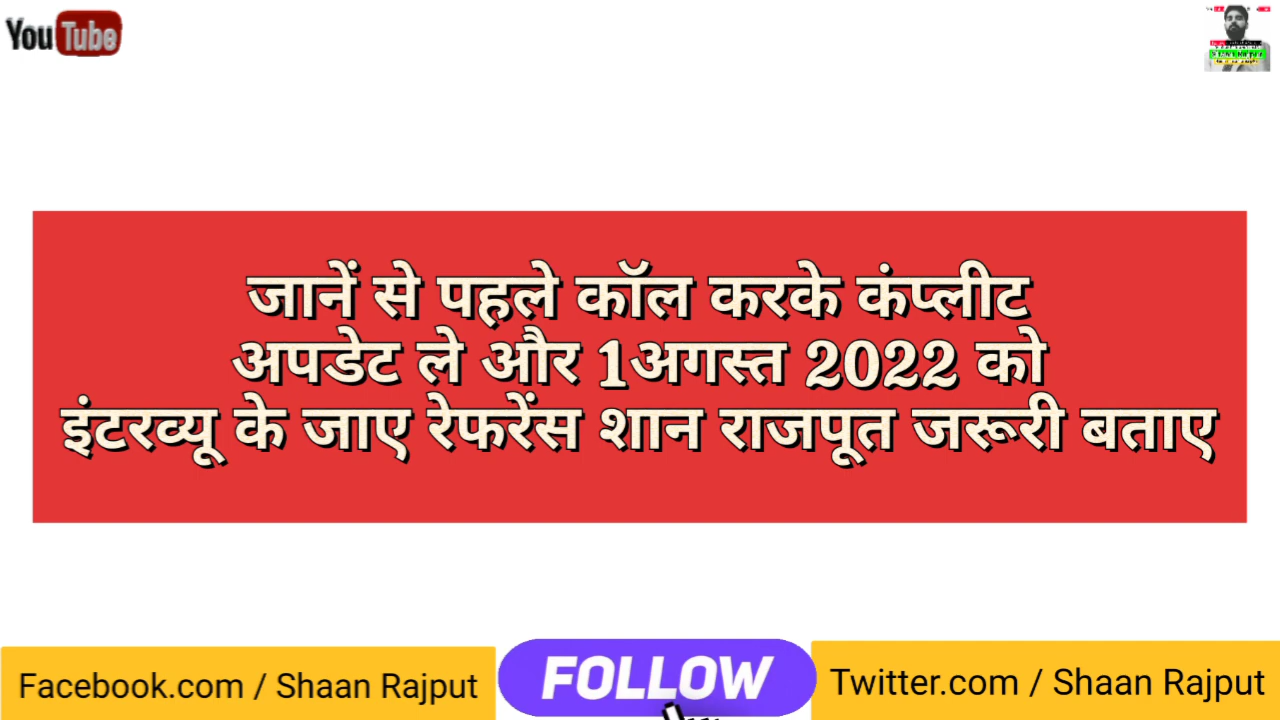 YouTube
जानें से पहले कॉल करके कंप्लीट
अपडेट ले और 1अगस्त 2022 को
इंटरव्यू के जाए रेफरेंस शान राजपूत जरूरी बताए
Facebook.com / Shaan Rajput
FOLLOW
Twitter.com / Shaan Rajput